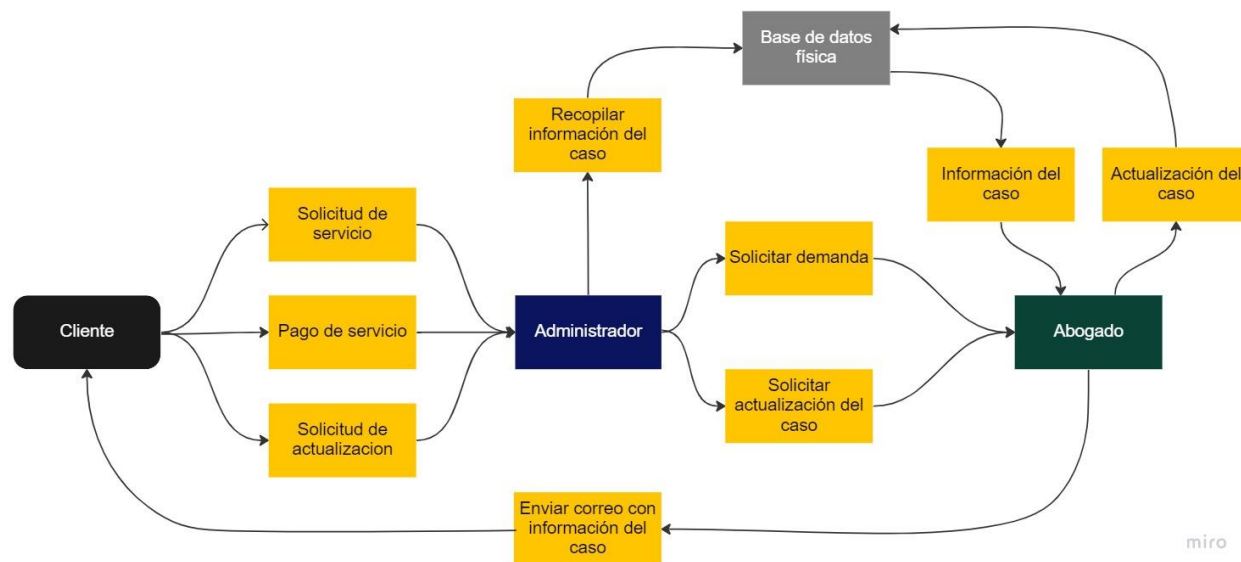 Base de datos
física
Recopilar
información del
caso
Información del
caso
Actualización del
caso
Solicitud de
servicio
Solicitar demanda
Cliente
Pago de servicio
Administrador
Abogado
Solicitar
actualización del
caso
Solicitud de
actualizacion
Enviar correo con
información del
caso
miro